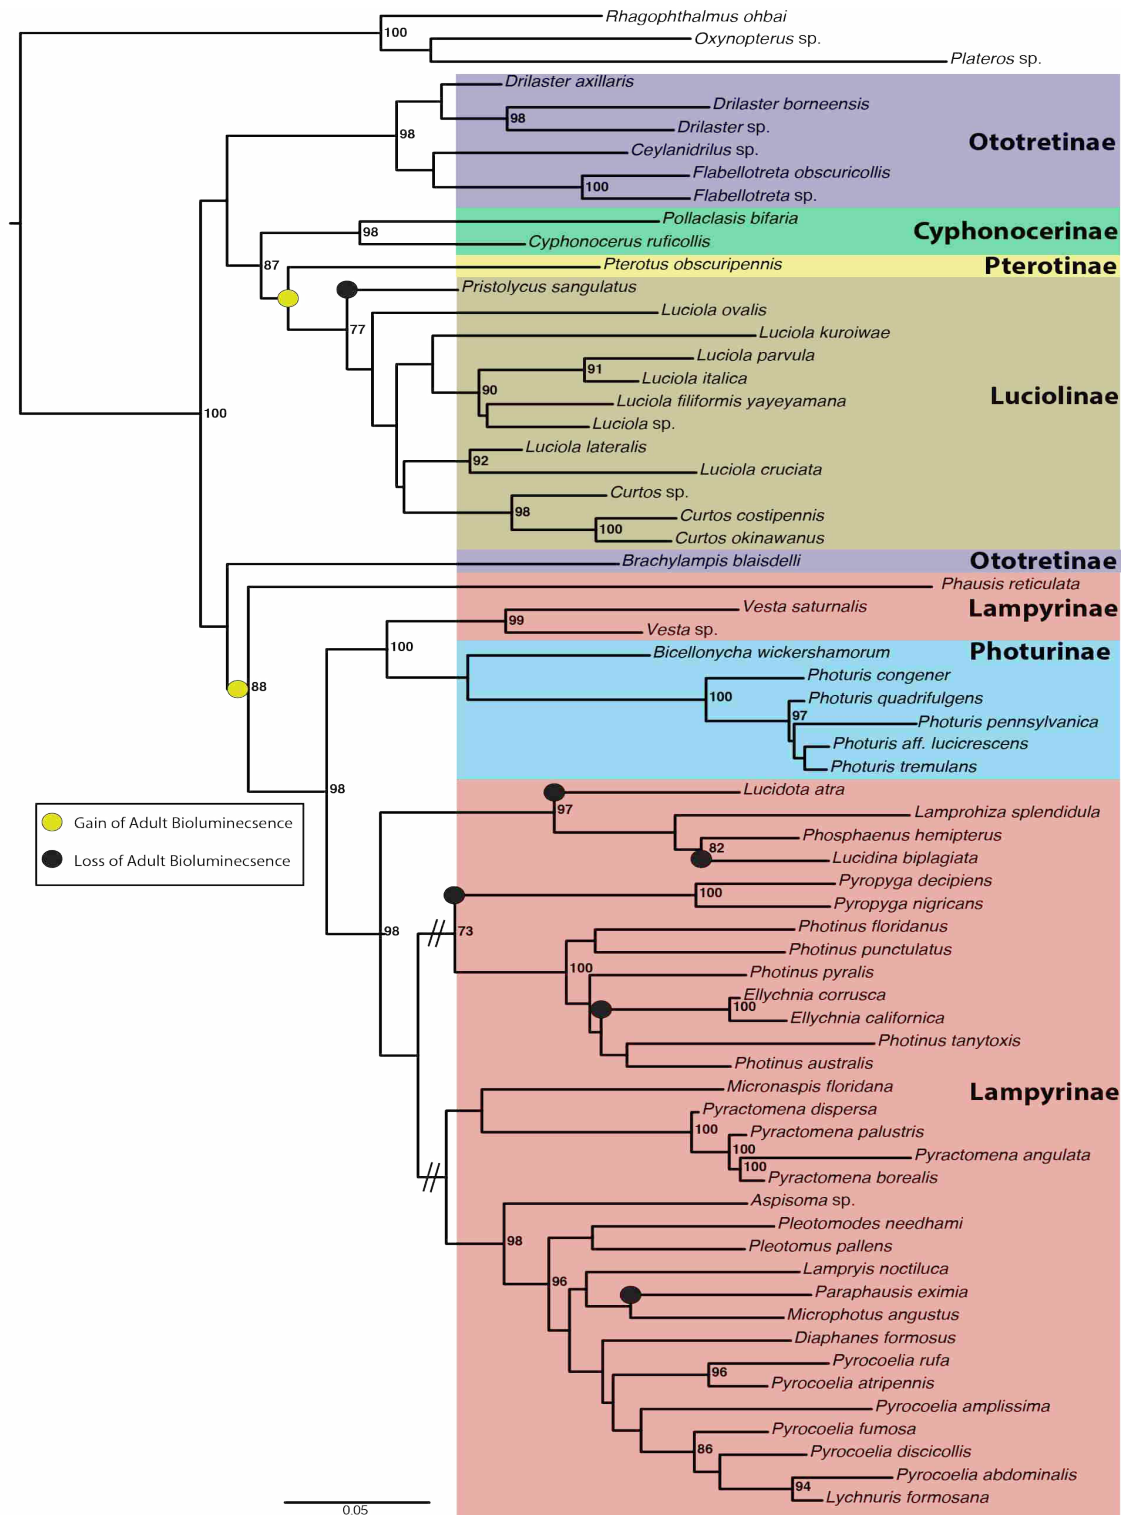 Rhagophthalmus ohbai
100
Oxynopterus sp.
Plateros sp.
Drilaster axillaris
Drilaster borneensis
98
Drilaster sp.
98
Ototretinae
Ceylanidrilus sp.
Flabellotreta obscuricollis
100
Flabellotreta sp.
Pollaclasis bifaria
98
Cyphonocerinae
Cyphonocerus ruficollis
87
Pterotus obscuripennis
Pterotinae
Pristolycus sangulatus
Luciola ovalis
77
Luciola kuroiwae
Luciola parvula
91
Luciola italica
90
Luciolinae
Luciola filiformis yayeyamana
100
Luciola sp.
Luciola lateralis
92
Luciola cruciata
Curtos sp.
98
Curtos costipennis
100
Curtos okinawanus
Brachylampis blaisdelli
Ototretinae
Phausis reticulata
Vesta saturnalis
Lampyrinae
99
Vesta sp.
100
Bicellonycha wickershamorum
Photurinae
Photuris congener
88
100
Photuris quadrifulgens
97
Photuris pennsylvanica
Photuris aff. lucicrescens
Photuris tremulans
98
Lucidota atra
97
Lamprohiza splendidula
Gain of Adult Bioluminecsence
Phosphaenus hemipterus
82
Loss of Adult Bioluminecsence
Lucidina biplagiata
Pyropyga decipiens
100
Pyropyga nigricans
Photinus floridanus
98
73
Photinus punctulatus
100
Photinus pyralis
Ellychnia corrusca
100
Ellychnia californica
Photinus tanytoxis
Photinus australis
Micronaspis floridana
Lampyrinae
Pyractomena dispersa
100
Pyractomena palustris
100
Pyractomena angulata
100
Pyractomena borealis
Aspisoma sp.
Pleotomodes needhami
98
Pleotomus pallens
Lampryis noctiluca
96
Paraphausis eximia
Microphotus angustus
Diaphanes formosus
Pyrocoelia rufa
96
Pyrocoelia atripennis
Pyrocoelia amplissima
Pyrocoelia fumosa
86
Pyrocoelia discicollis
Pyrocoelia abdominalis
94
Lychnuris formosana
0.05